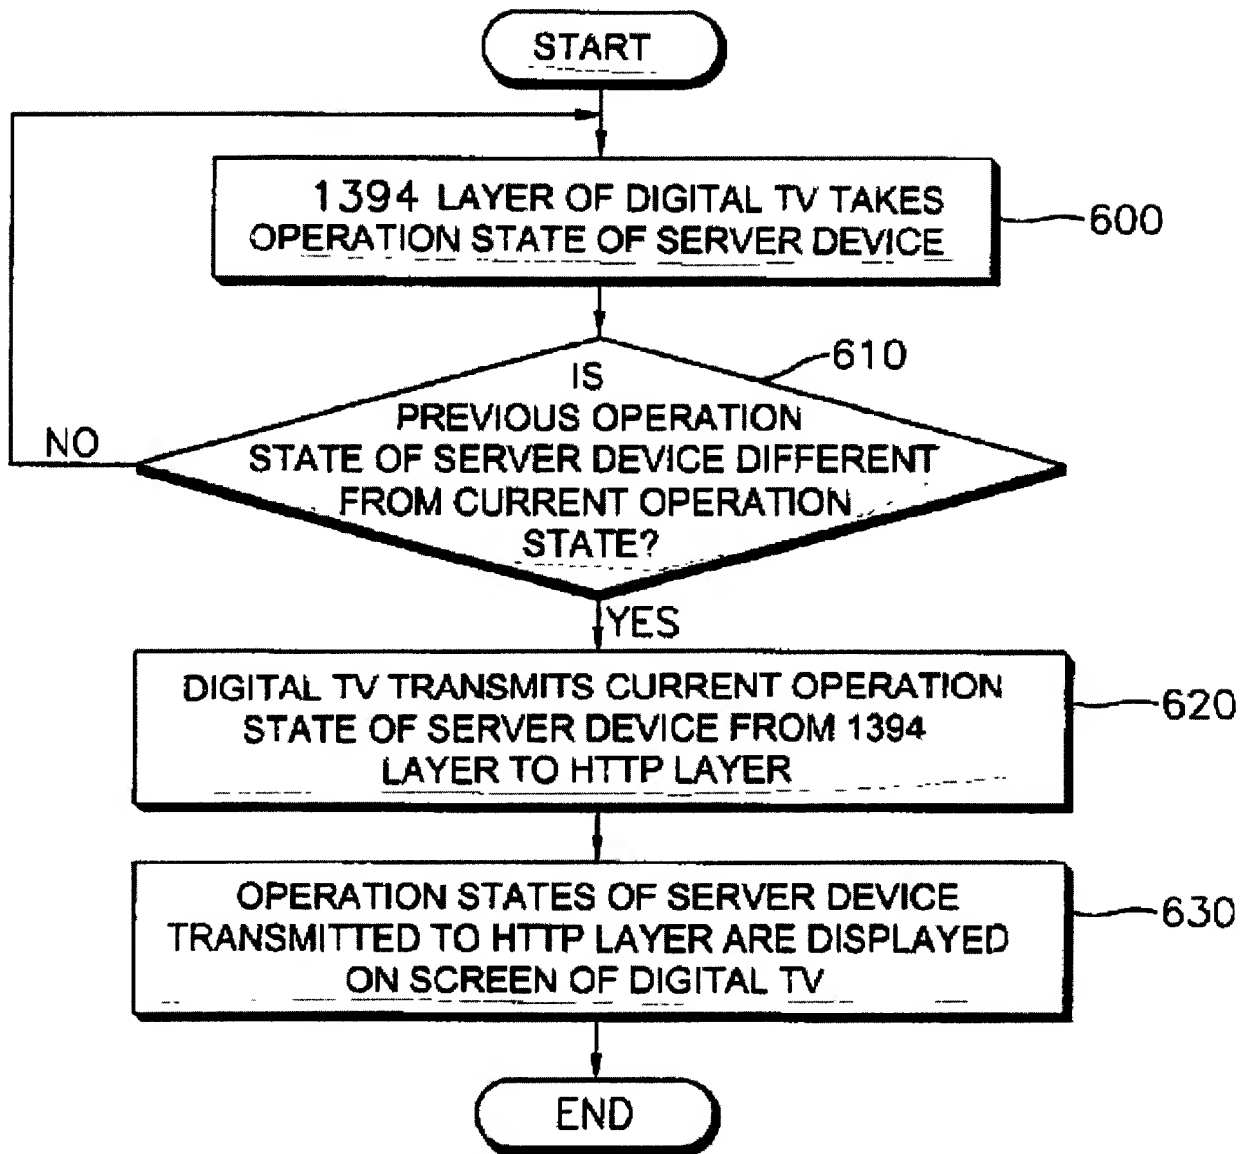 START
1394 LAYER OF DIGITAL TV TAKES
OPERATION STATE OF SERVER DEVICE
600
610
IS
PREVIOUS OPERATION
STATE OF SERVER DEVICE DIFFERENT
FROM CURRENT OPERATION
STATE?
NO
YES
DIGITAL TV TRANSMITS CURRENT OPERATION
STATE OF SERVER DEVICE FROM 1394
LAYER TO HTTP LAYER
620
OPERATION STATES OF SERVER DEVICE
TRANSMITTED TO HTTP LAYER ARE DISPLAYED
ON SCREEN OF DIGITAL TV
630
END